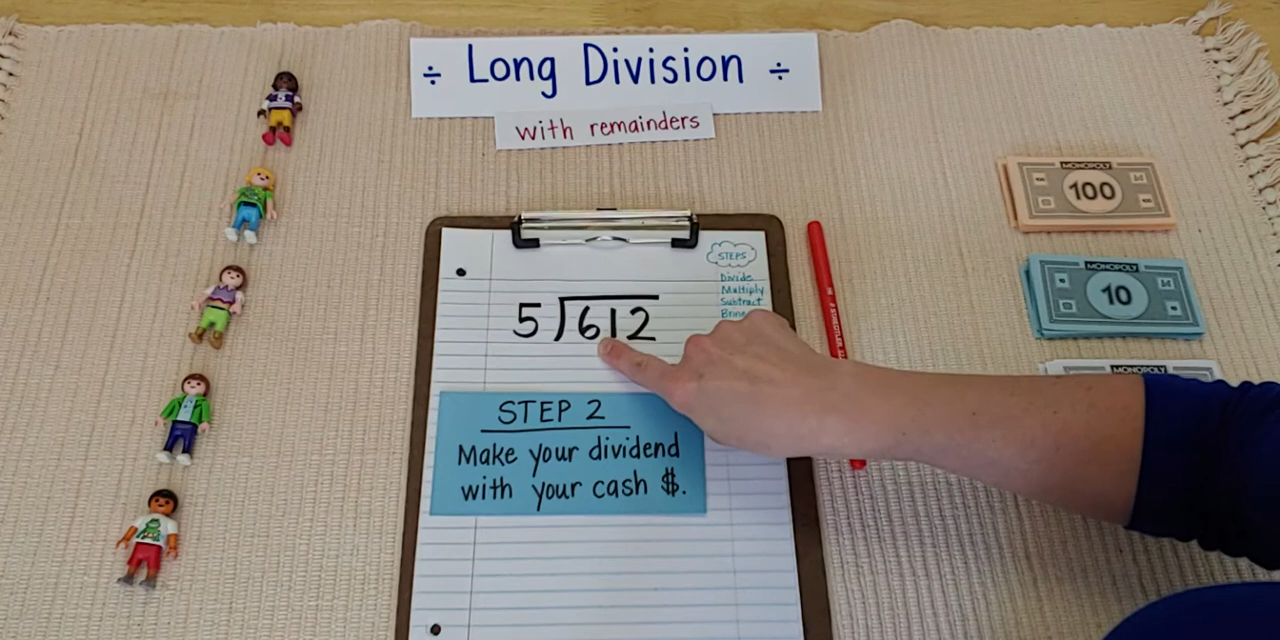 ÷ Long Division ÷
with remainders
MONOPOLY
100
STEPS
Divide
Multiply
Subtract
MONOPOLY
10
5)612
MONOPOLY
STEP 2
Make your dividend
with your cash $.